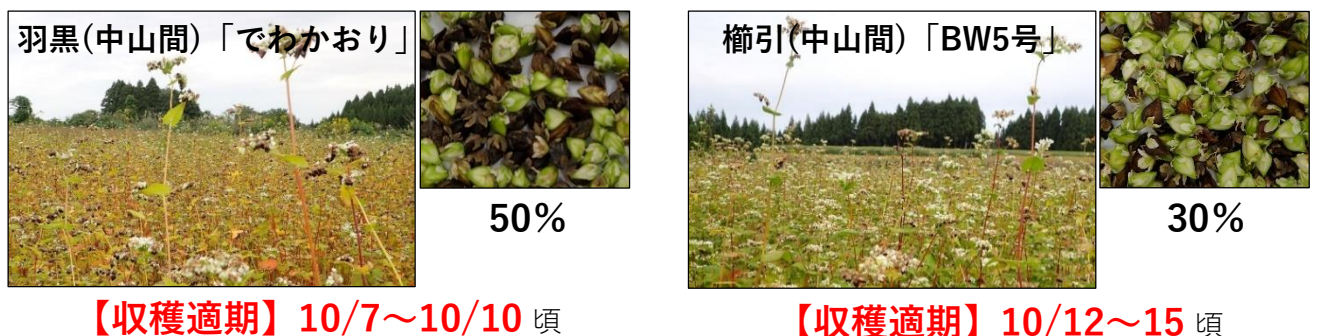 羽黒(中山間)「でわかおり」
50%
【収穫適期】10/7～10/10 頃
櫛引(中山間)「BW5号」
30%
【収穫適期】10/12～15 頃